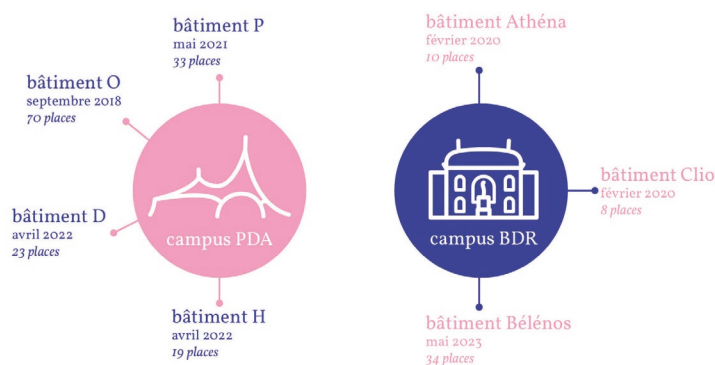 bâtiment P
mai 2021
33 places
bâtiment O
septembre 2018
70 places
bâtiment D
avril 2022
23 places
campus PDA
bâtiment H
avril 2022
19 places
bâtiment Athéna
février 2020
10 places
bâtiment Clio
février 2020
8 places
campus BDR
bâtiment Bélénos
mai 2023
34 places